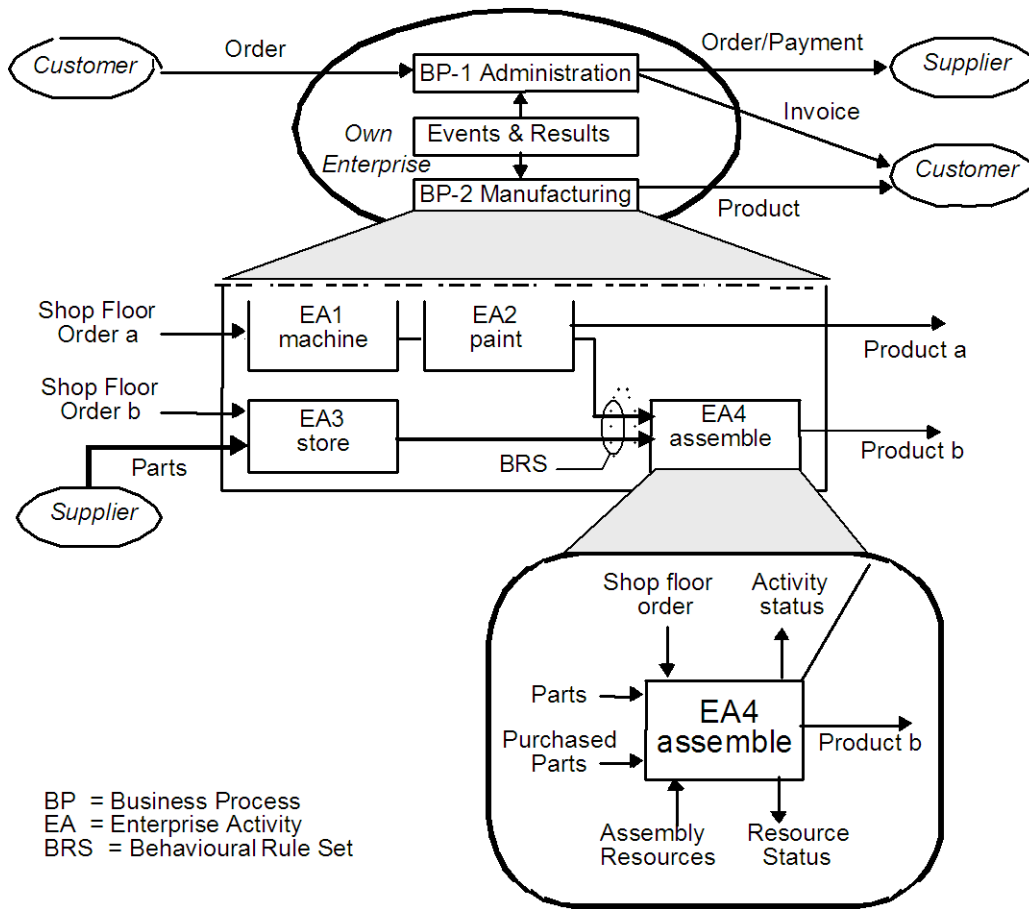 Customer
Order
BP-1 Administration
Order/Payment
Supplier
Invoice
Own
Enterprise
Events & Results
Customer
BP-2 Manufacturing
Product
Shop Floor
Order a
EA1
machine
EA2
paint
Product a
Shop Floor
Order b
EA3
store
BRS
EA4
assemble
Product b
Parts
Supplier
Shop floor
order
Activity
status
Parts
Purchased
Parts
EA4
assemble
Product b
Assembly
Resources
Resource
Status
BP = Business Process
EA = Enterprise Activity
BRS = Behavioural Rule Set